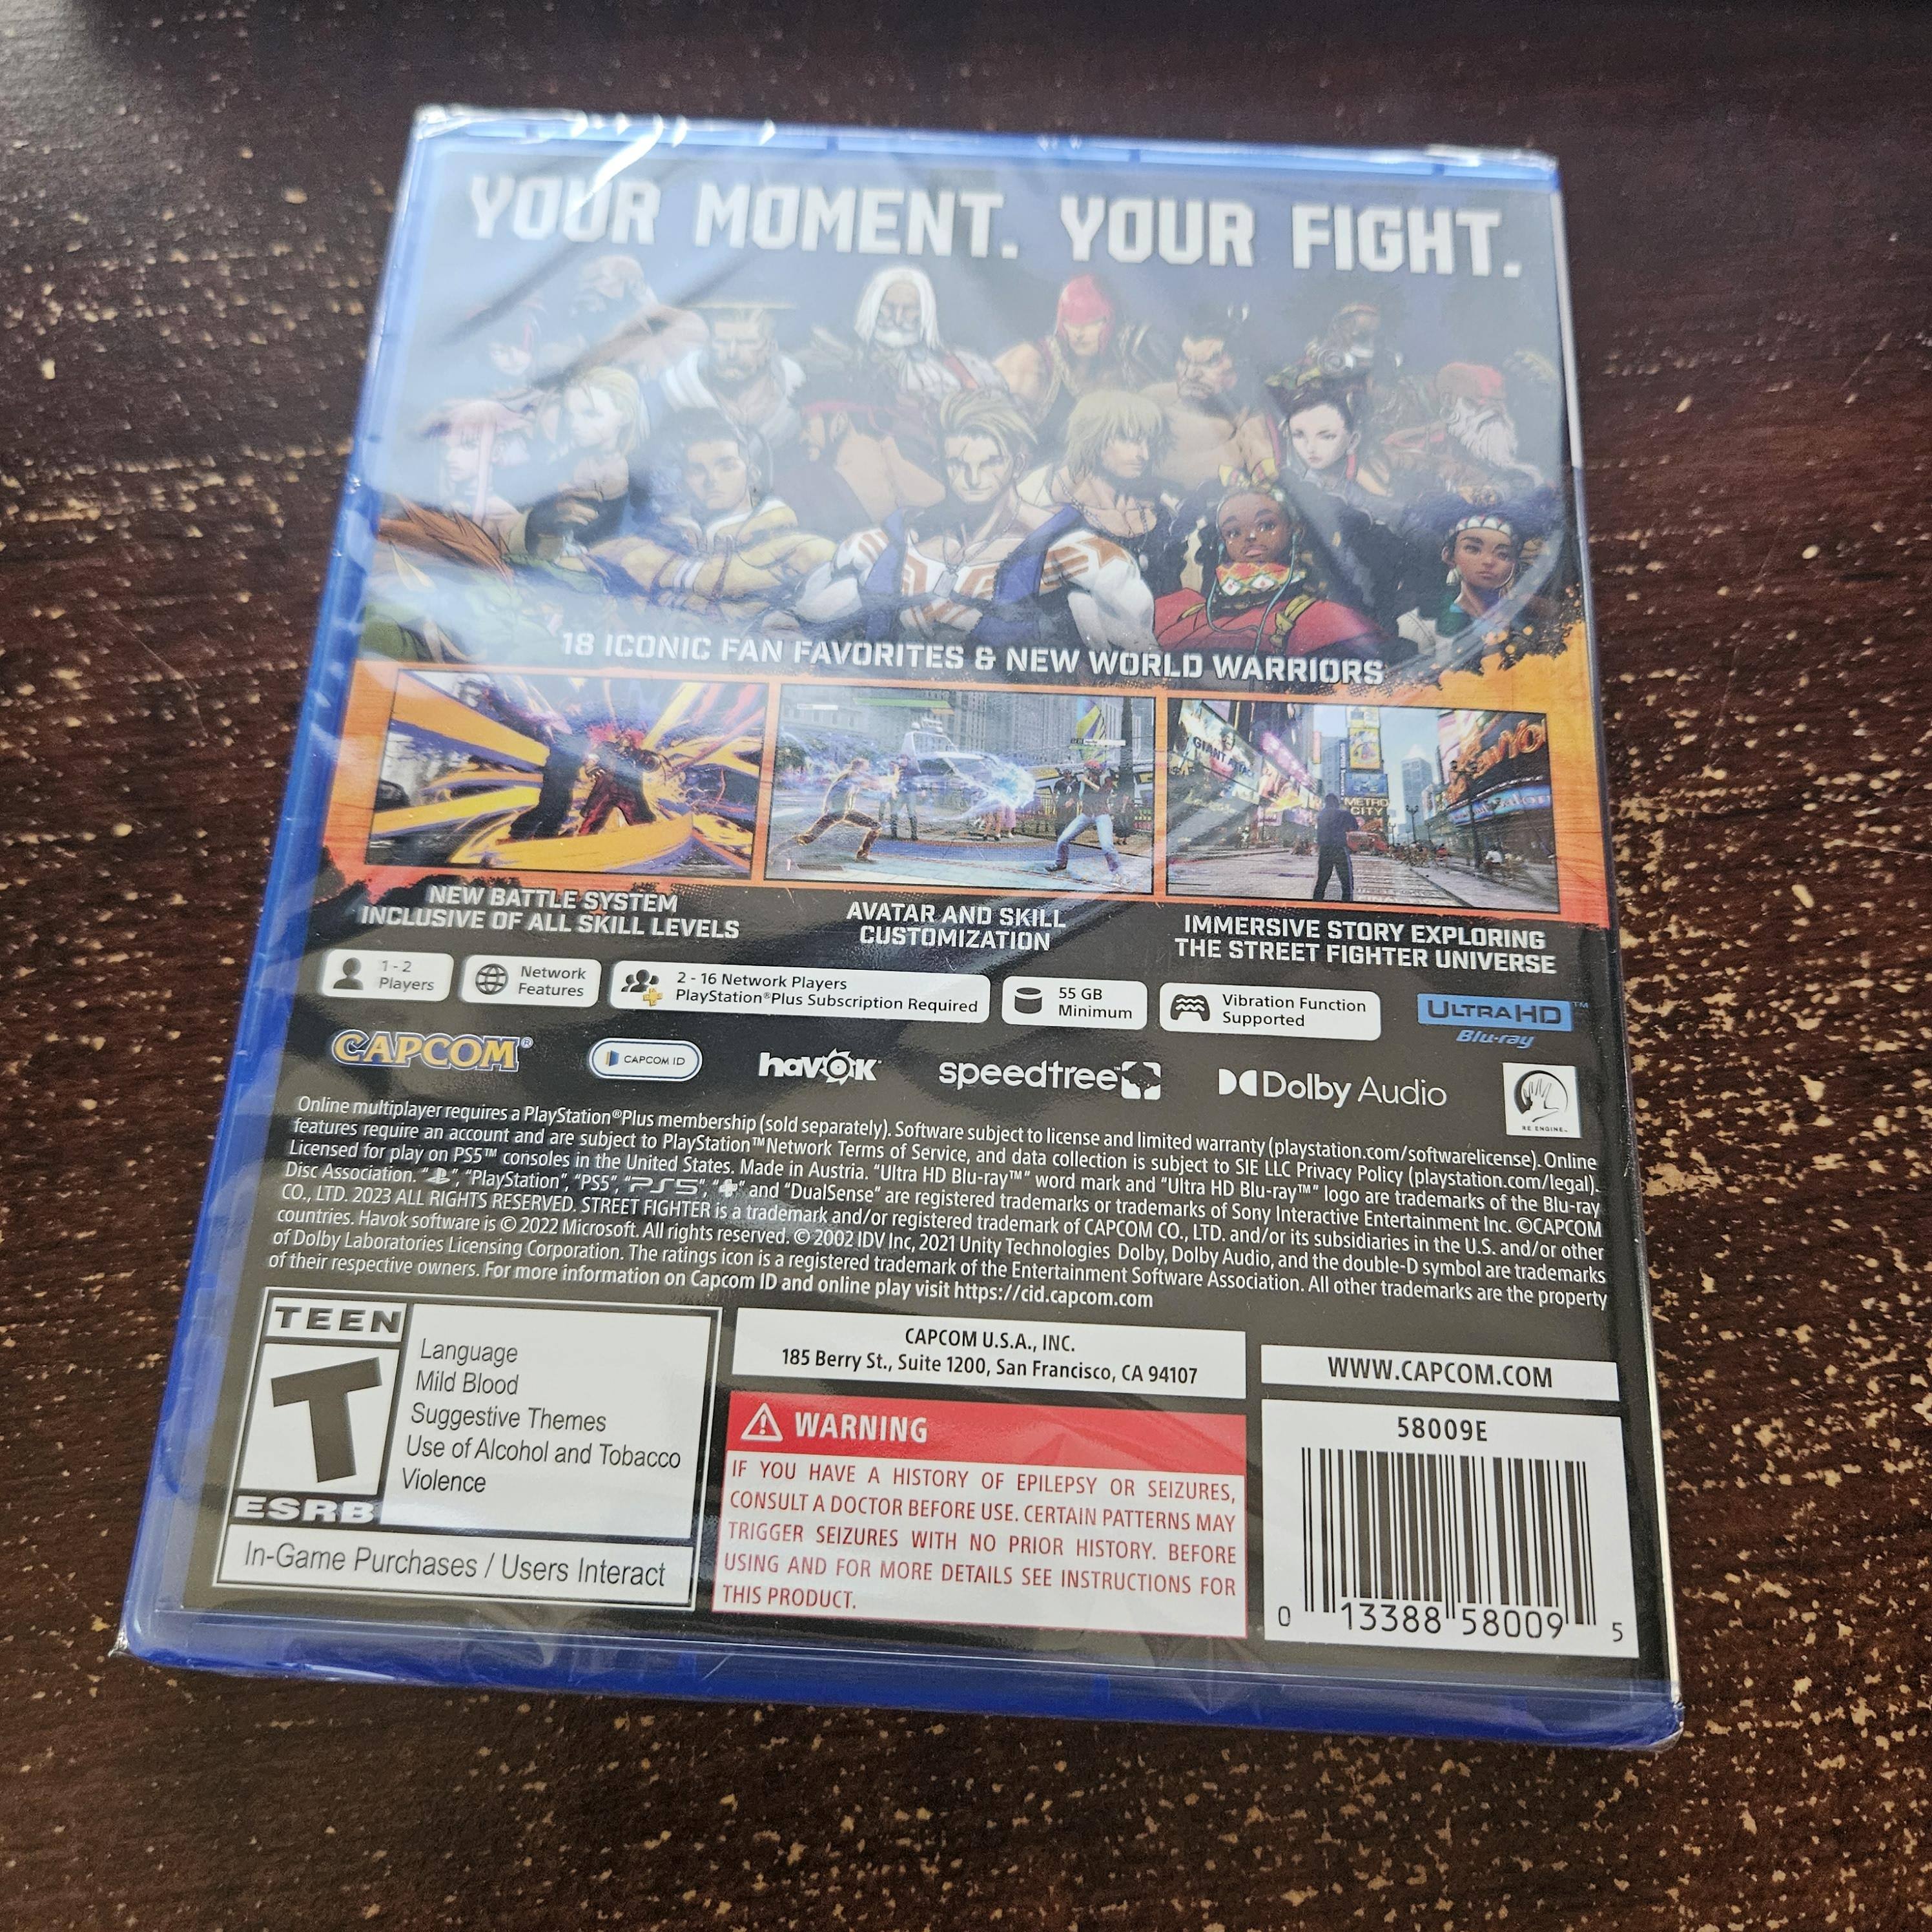 YOUR MOMENT. YOUR FIGHT.
18 ICONIC FAN FAVORITES & NEW WORLD WARRIORS
GIANT
METRO
CITY
NEW BATTLE SYSTEM
INCLUSIVE OF ALL SKILL LEVELS
AVATAR AND SKILL
CUSTOMIZATION
IMMERSIVE STORY EXPLORING
THE STREET FIGHTER UNIVERSE
1 - 2
Players
Network
Features
2 - 16 Network Players
PlayStation®Plus Subscription Required
55 GB
Minimum
Vibration Function
Supported
ULTRA HD™
Blu-ray
CAPCOM®
CAPCOM ID
havok
speedtree
Dolby Audio
RE ENGINE
Online multiplayer requires a PlayStation®Plus membership (sold separately). Software subject to license and limited warranty (playstation.com/softwarelicense). Online
features require an account and are subject to PlayStation™Network Terms of Service, and data collection is subject to SIE LLC Privacy Policy (playstation.com/legal).
Licensed for play on PS5™ consoles in the United States. Made in Austria. “Ultra HD Blu-ray™” word mark and “Ultra HD Blu-ray™” logo are trademarks of the Blu-ray
Disc Association. “ ”, “PlayStation”, “PS5”, “PS5”, “ ” and “DualSense” are registered trademarks or trademarks of Sony Interactive Entertainment Inc. ©CAPCOM
CO., LTD. 2023 ALL RIGHTS RESERVED. STREET FIGHTER is a trademark and/or registered trademark of CAPCOM CO., LTD. and/or its subsidiaries in the U.S. and/or other
countries. Havok software is © 2022 Microsoft. All rights reserved. © 2002 IDV Inc, 2021 Unity Technologies Dolby, Dolby Audio, and the double-D symbol are trademarks
of Dolby Laboratories Licensing Corporation. The ratings icon is a registered trademark of the Entertainment Software Association. All other trademarks are the property
of their respective owners. For more information on Capcom ID and online play visit https://cid.capcom.com
TEEN
T
ESRB
Language
Mild Blood
Suggestive Themes
Use of Alcohol and Tobacco
Violence
In-Game Purchases / Users Interact
CAPCOM U.S.A., INC.
185 Berry St., Suite 1200, San Francisco, CA 94107
WARNING
IF YOU HAVE A HISTORY OF EPILEPSY OR SEIZURES,
CONSULT A DOCTOR BEFORE USE. CERTAIN PATTERNS MAY
TRIGGER SEIZURES WITH NO PRIOR HISTORY. BEFORE
USING AND FOR MORE DETAILS SEE INSTRUCTIONS FOR
THIS PRODUCT.
WWW.CAPCOM.COM
58009E
0 13388 58009 5